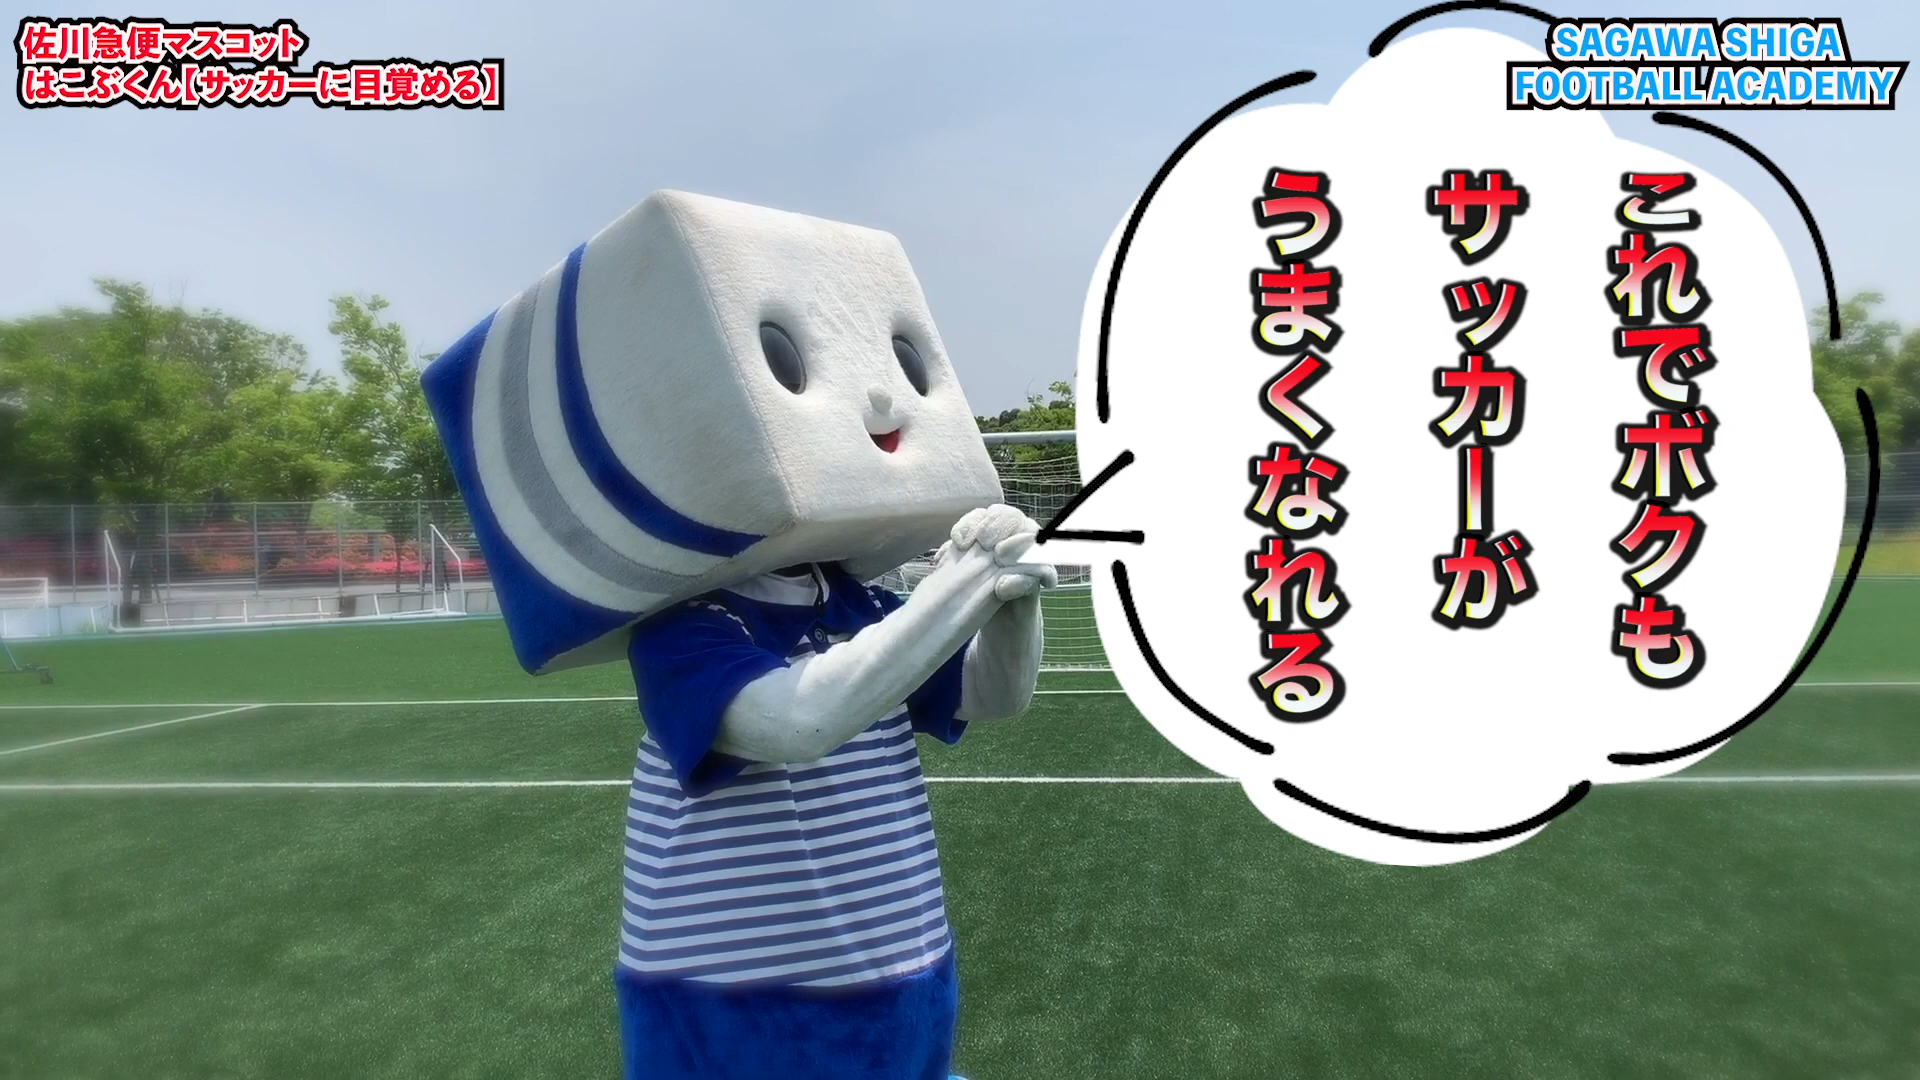 佐川急便マスコット
はこぶくん【サッカーに目覚める】
SAGAWA SHIGA
FOOTBALL ACADEMY
これでボクも
サッカーが
うまくなれる